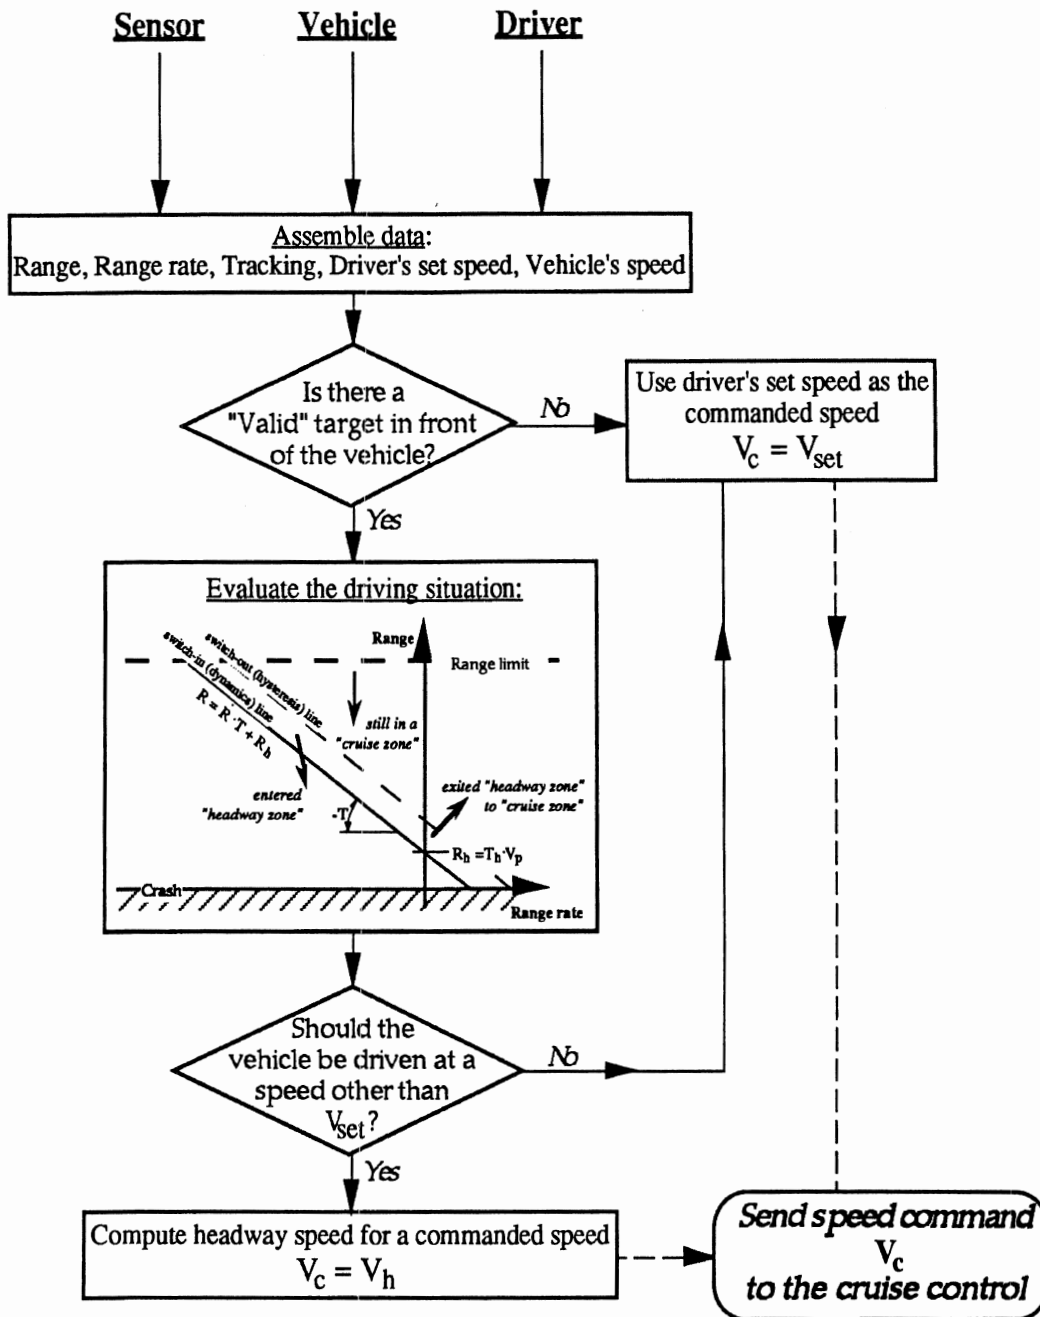 Sensor
Vehicle
Driver
Assemble data:
Range, Range rate, Tracking, Driver's set speed, Vehicle's speed
Is there a
"Valid" target in front
of the vehicle?
No
Use driver's set speed as the
commanded speed
Vc = Vset
Yes
Evaluate the driving situation:
Range
switch-out (hysteresis) line
switch-in (dynamics) line
R = Ṙ·T + Rh
Range limit
still in a
"cruise zone"
entered
"headway zone"
exited "headway zone"
to "cruise zone"
-T
Rh = Th·Vp
Crash
Range rate
Should the
vehicle be driven at a
speed other than
Vset?
No
Yes
Compute headway speed for a commanded speed
Vc = Vh
Send speed command
Vc
to the cruise control